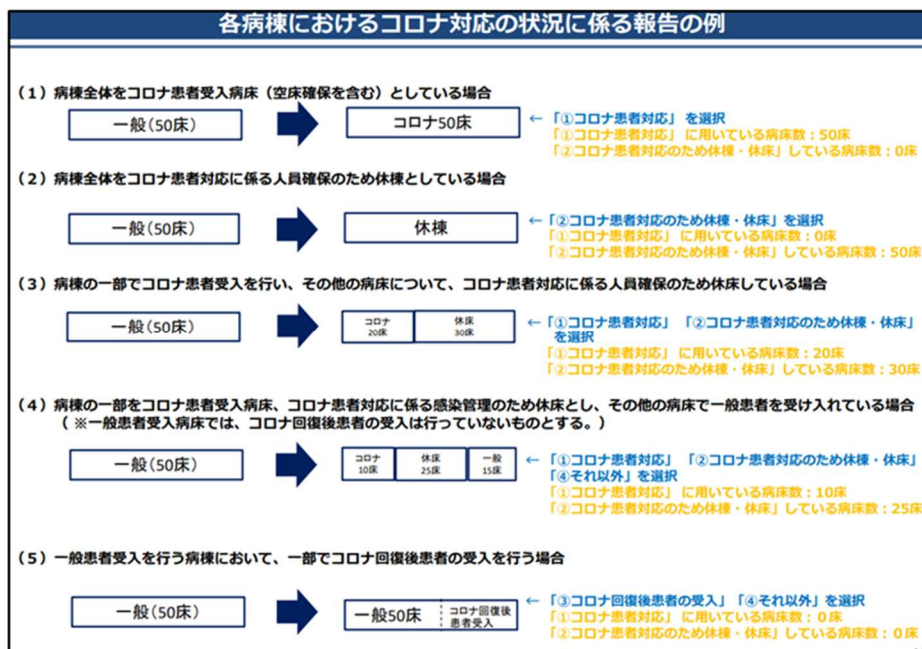 各病棟におけるコロナ対応の状況に係る報告の例
（1）病棟全体をコロナ患者受入病床（空床確保を含む）としている場合
一般（50床）
コロナ50床
← 「①コロナ患者対応」 を選択
「①コロナ患者対応」 に用いている病床数：50床
「②コロナ患者対応のため休棟・休床」している病床数：0床
（2）病棟全体をコロナ患者対応に係る人員確保のため休棟としている場合
一般（50床）
休棟
← 「②コロナ患者対応のため休棟・休床」を選択
「①コロナ患者対応」 に用いている病床数：0床
「②コロナ患者対応のため休棟・休床」している病床数：50床
（3）病棟の一部でコロナ患者受入を行い、その他の病床について、コロナ患者対応に係る人員確保のため休床している場合
一般（50床）
コロナ
20床
休床
30床
← 「①コロナ患者対応」 「②コロナ患者対応のため休棟・休床」
を選択
「①コロナ患者対応」 に用いている病床数：20床
「②コロナ患者対応のため休棟・休床」している病床数：30床
（4）病棟の一部をコロナ患者受入病床、コロナ患者対応に係る感染管理のため休床とし、その他の病床で一般患者を受け入れている場合
（ ※一般患者受入病床では、コロナ回復後患者の受入は行っていないものとする。）
一般（50床）
コロナ
10床
休床
25床
一般
15床
← 「①コロナ患者対応」 「②コロナ患者対応のため休棟・休床」
「④それ以外」を選択
「①コロナ患者対応」 に用いている病床数：10床
「②コロナ患者対応のため休棟・休床」している病床数：25床
（5）一般患者受入を行う病棟において、一部でコロナ回復後患者の受入を行う場合
一般（50床）
一般50床
コロナ回復後
患者受入
← 「③コロナ回復後患者の受入」「④それ以外」を選択
「①コロナ患者対応」 に用いている病床数：０床
「②コロナ患者対応のため休棟・休床」している病床数：０床